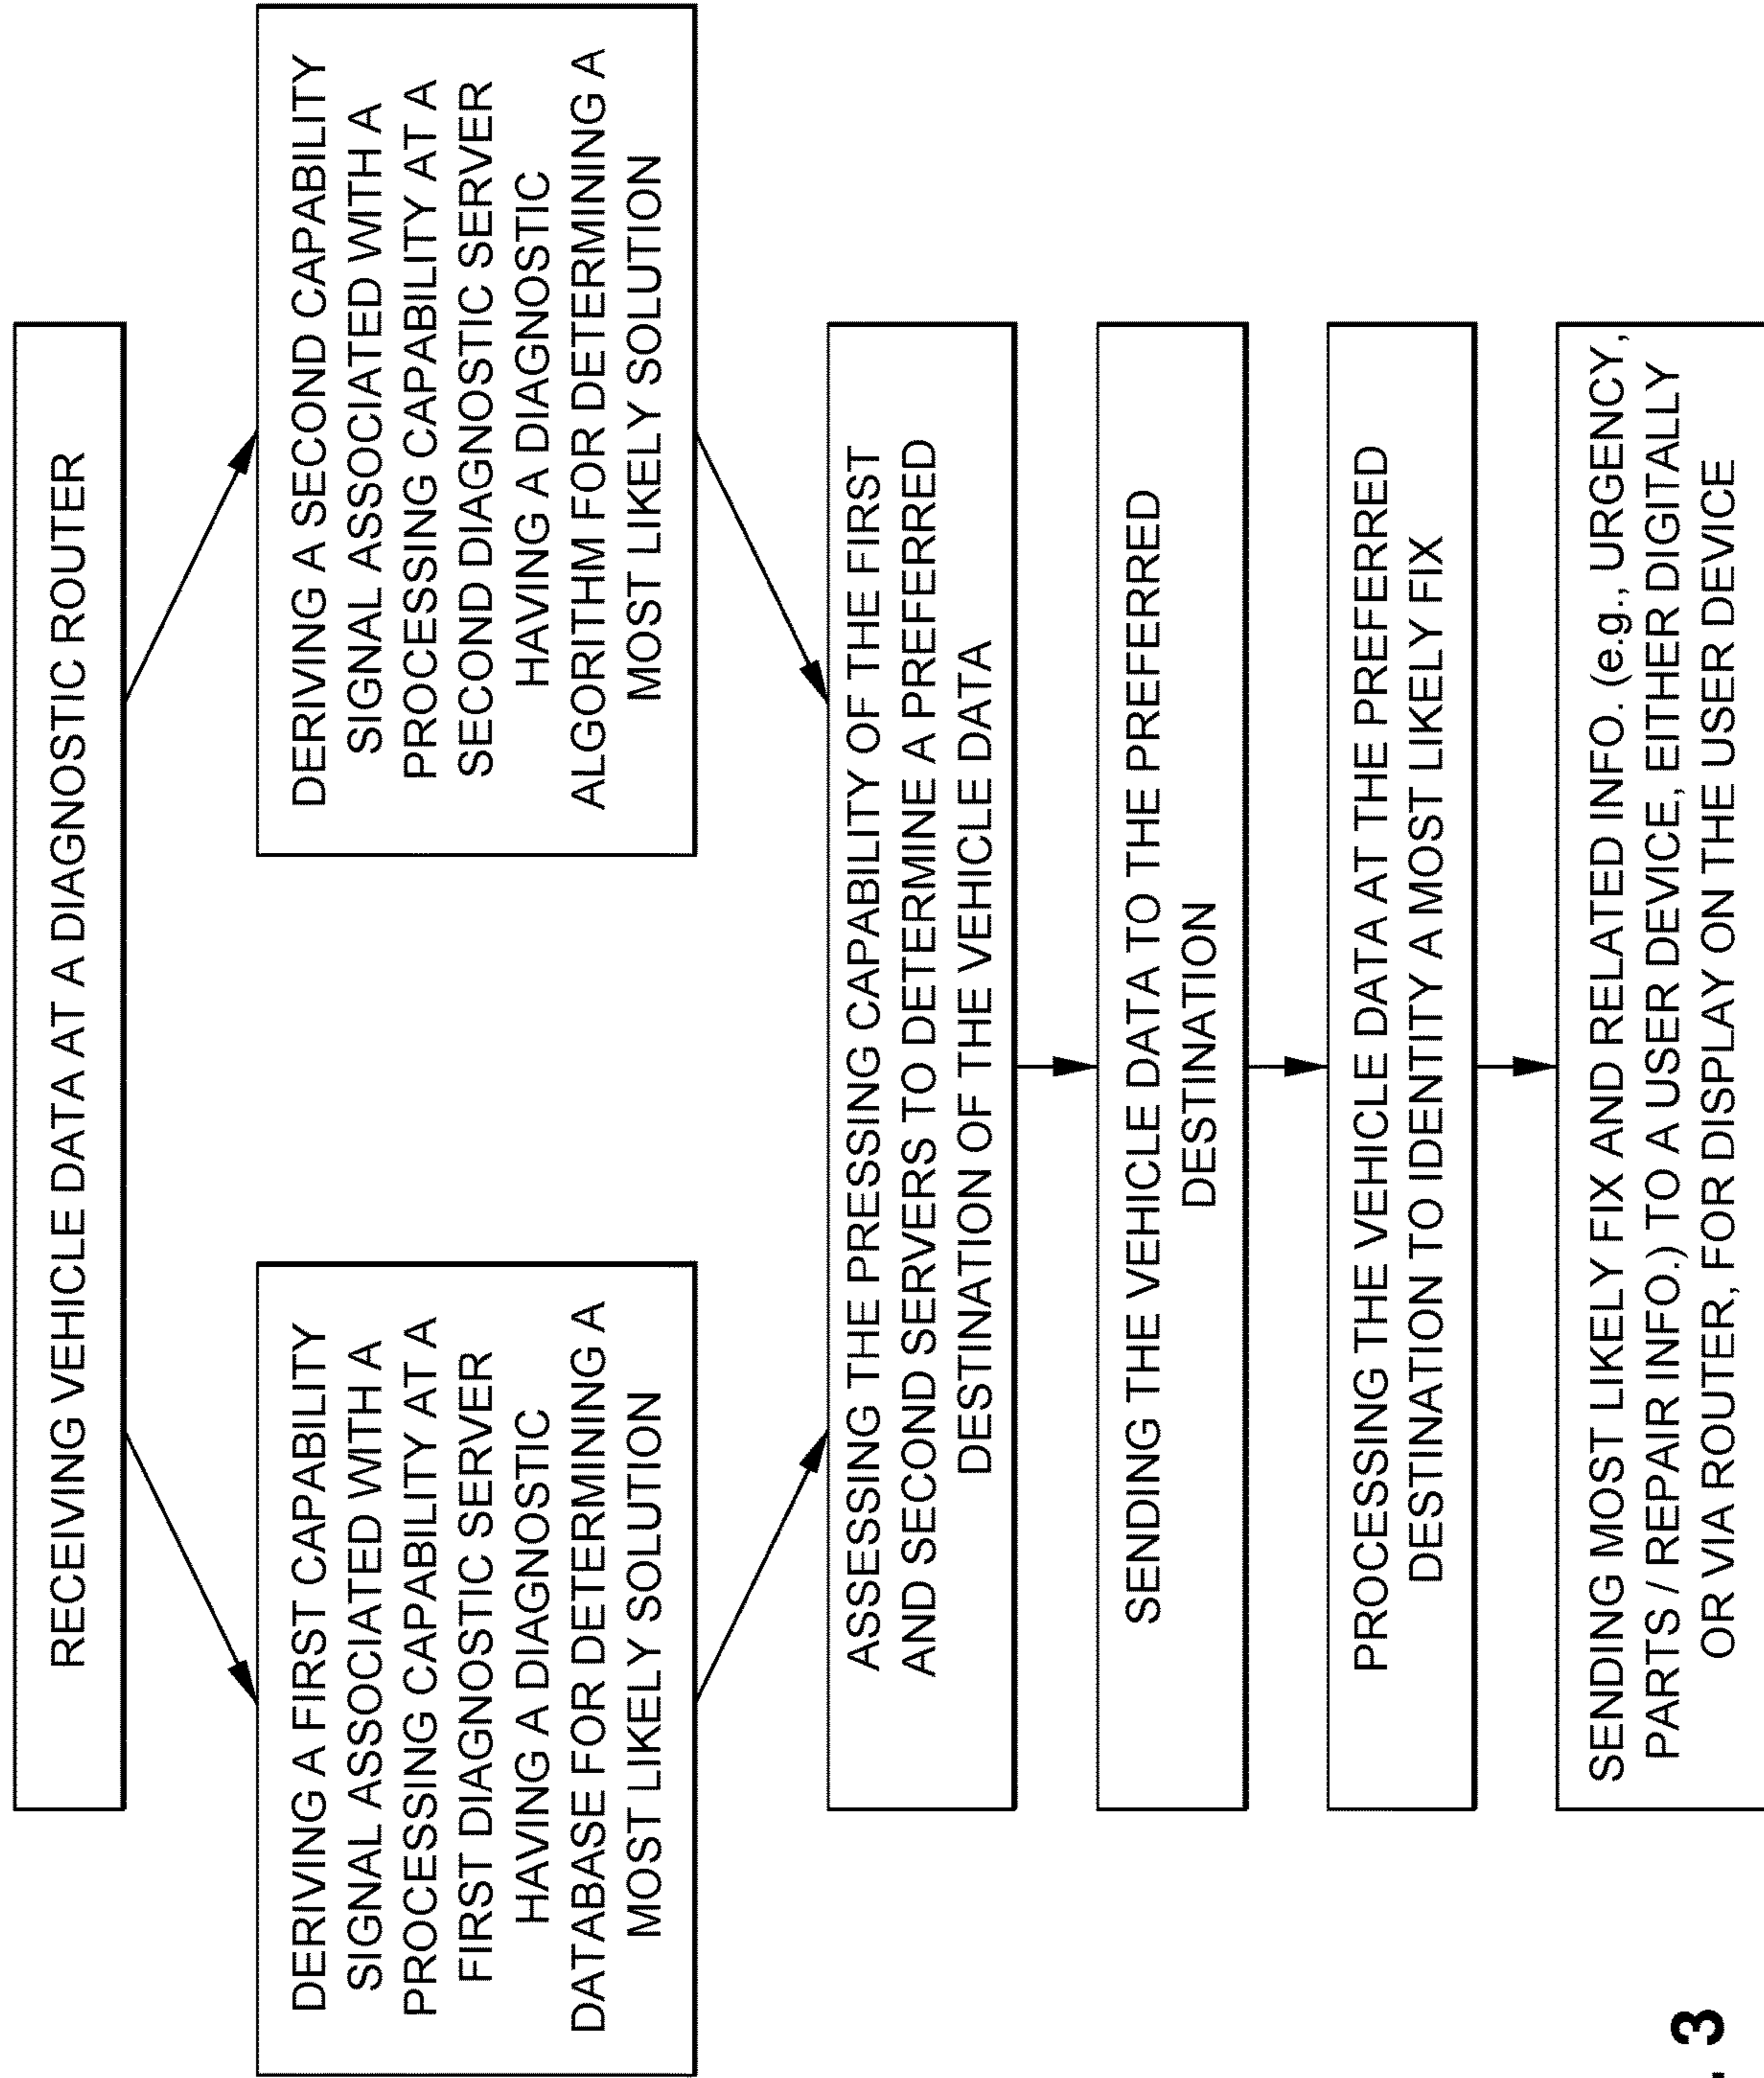 RECEIVING VEHICLE DATA AT A DIAGNOSTIC ROUTER
DERIVING A FIRST CAPABILITY
SIGNAL ASSOCIATED WITH A
PROCESSING CAPABILITY AT A
FIRST DIAGNOSTIC SERVER
HAVING A DIAGNOSTIC
DATABASE FOR DETERMINING A
MOST LIKELY SOLUTION
DERIVING A SECOND CAPABILITY
SIGNAL ASSOCIATED WITH A
PROCESSING CAPABILITY AT A
SECOND DIAGNOSTIC SERVER
HAVING A DIAGNOSTIC
ALGORITHM FOR DETERMINING A
MOST LIKELY SOLUTION
ASSESSING THE PRESSING CAPABILITY OF THE FIRST
AND SECOND SERVERS TO DETERMINE A PREFERRED
DESTINATION OF THE VEHICLE DATA
SENDING THE VEHICLE DATA TO THE PREFERRED
DESTINATION
PROCESSING THE VEHICLE DATA AT THE PREFERRED
DESTINATION TO IDENTITY A MOST LIKELY FIX
SENDING MOST LIKELY FIX AND RELATED INFO. (e.g., URGENCY,
PARTS / REPAIR INFO.) TO A USER DEVICE, EITHER DIGITALLY
OR VIA ROUTER, FOR DISPLAY ON THE USER DEVICE
. 3